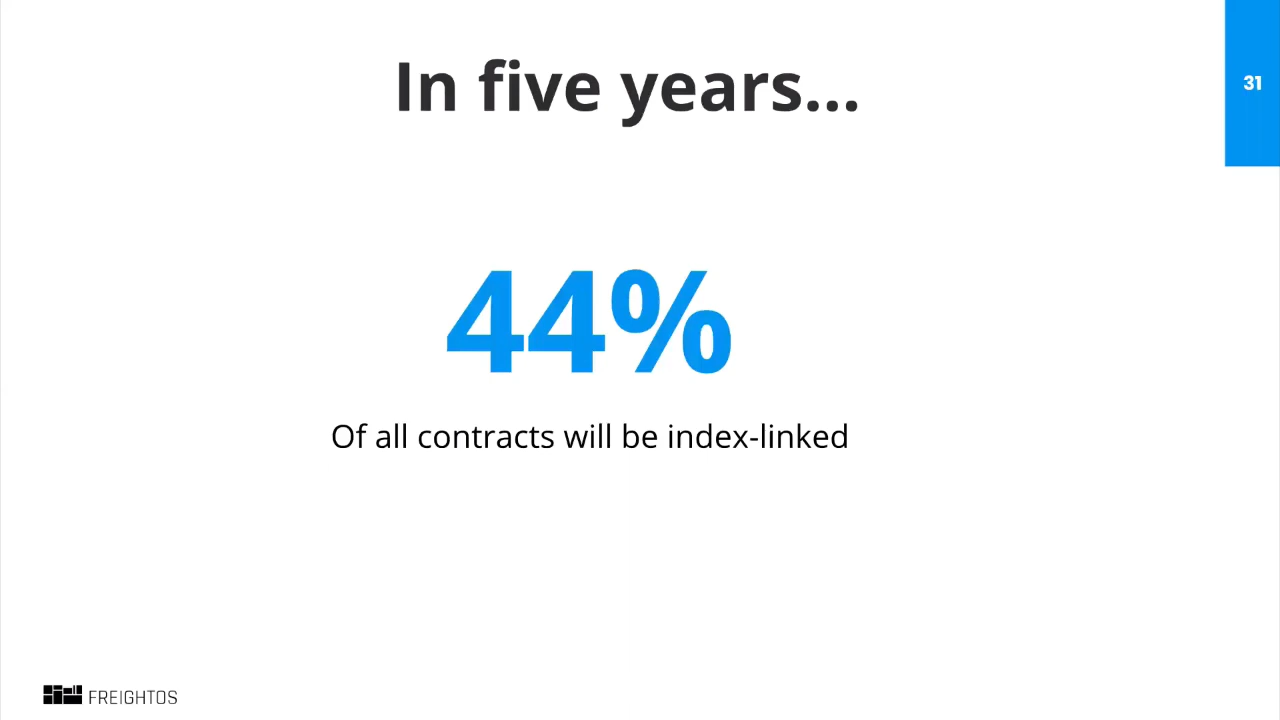 In five years...
31
44%
Of all contracts will be index-linked
FREIGHTOS